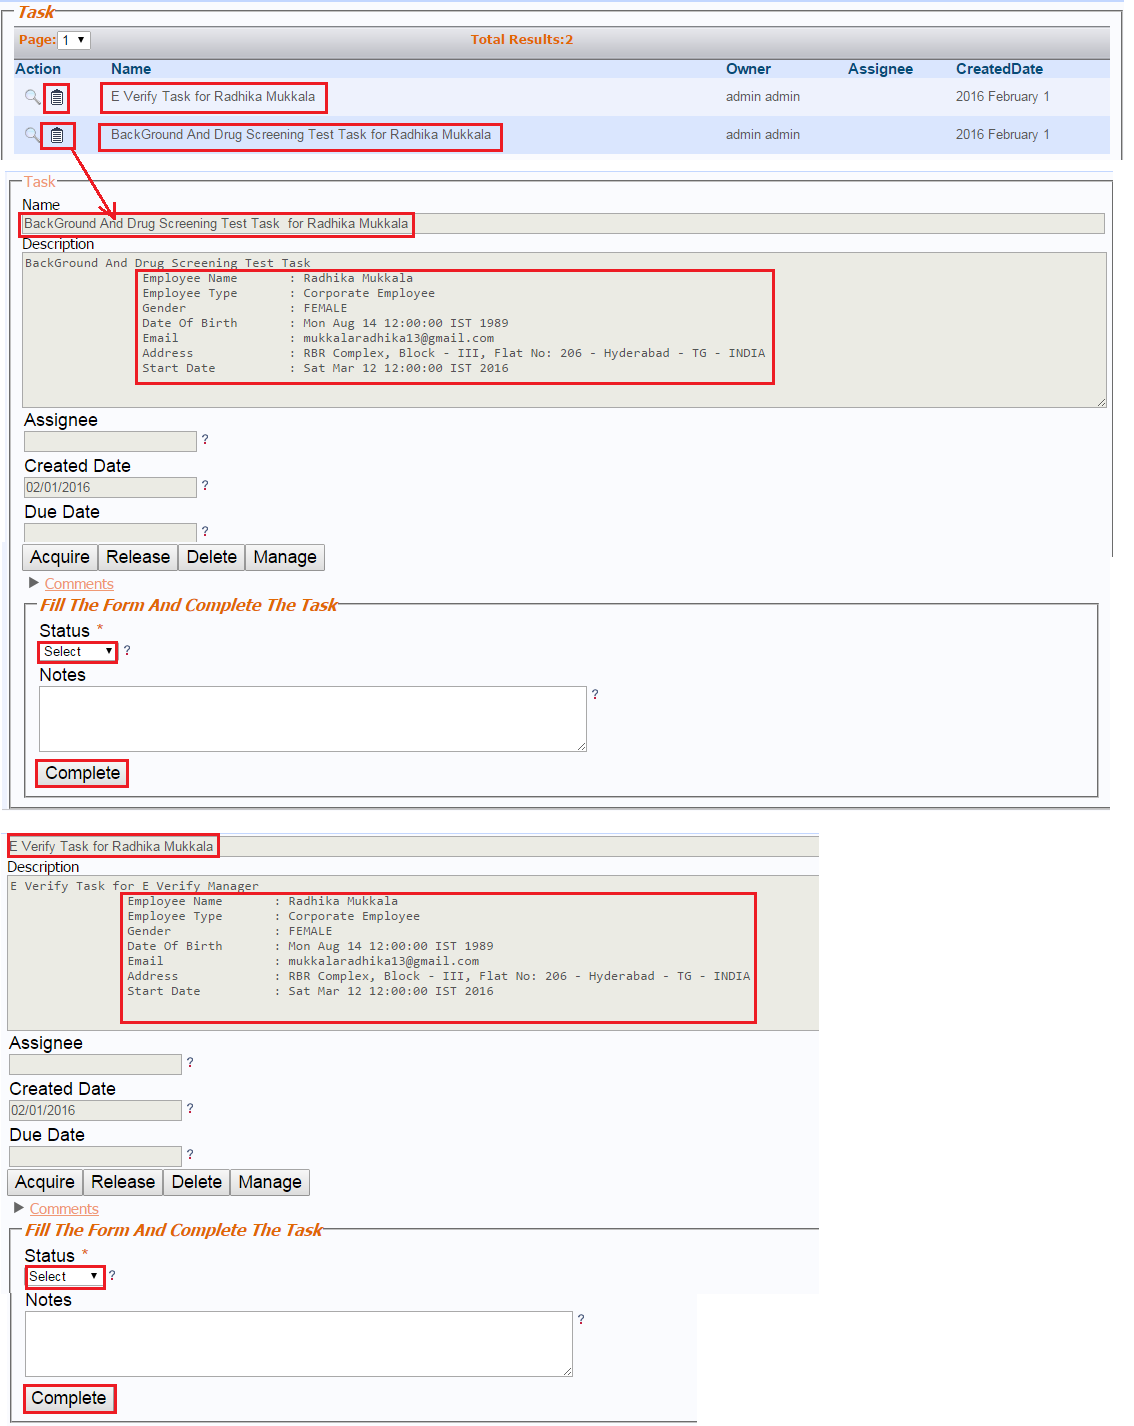 Task
Page: 1 Total Results:2
Action Name Owner Assignee CreatedDate
E Verify Task for Radhika Mukkala admin admin 2016 February 1
BackGround And Drug Screening Test Task for Radhika Mukkala admin admin 2016 February 1
Task
Name
BackGround And Drug Screening Test Task for Radhika Mukkala
Description
BackGround And Drug Screening Test Task
Employee Name : Radhika Mukkala
Employee Type : Corporate Employee
Gender : FEMALE
Date Of Birth : Mon Aug 14 12:00:00 IST 1989
Email : mukkalaradhika13@gmail.com
Address : RBR Complex, Block - III, Flat No: 206 - Hyderabad - TG - INDIA
Start Date : Sat Mar 12 12:00:00 IST 2016
Assignee
?
Created Date
02/01/2016 ?
Due Date
?
Acquire Release Delete Manage
Comments
Fill The Form And Complete The Task
Status *
Select ?
Notes
?
Complete
E Verify Task for Radhika Mukkala
Description
E Verify Task for E Verify Manager
Employee Name : Radhika Mukkala
Employee Type : Corporate Employee
Gender : FEMALE
Date Of Birth : Mon Aug 14 12:00:00 IST 1989
Email : mukkalaradhika13@gmail.com
Address : RBR Complex, Block - III, Flat No: 206 - Hyderabad - TG - INDIA
Start Date : Sat Mar 12 12:00:00 IST 2016
Assignee
?
Created Date
02/01/2016 ?
Due Date
?
Acquire Release Delete Manage
Comments
Fill The Form And Complete The Task
Status *
Select ?
Notes
?
Complete